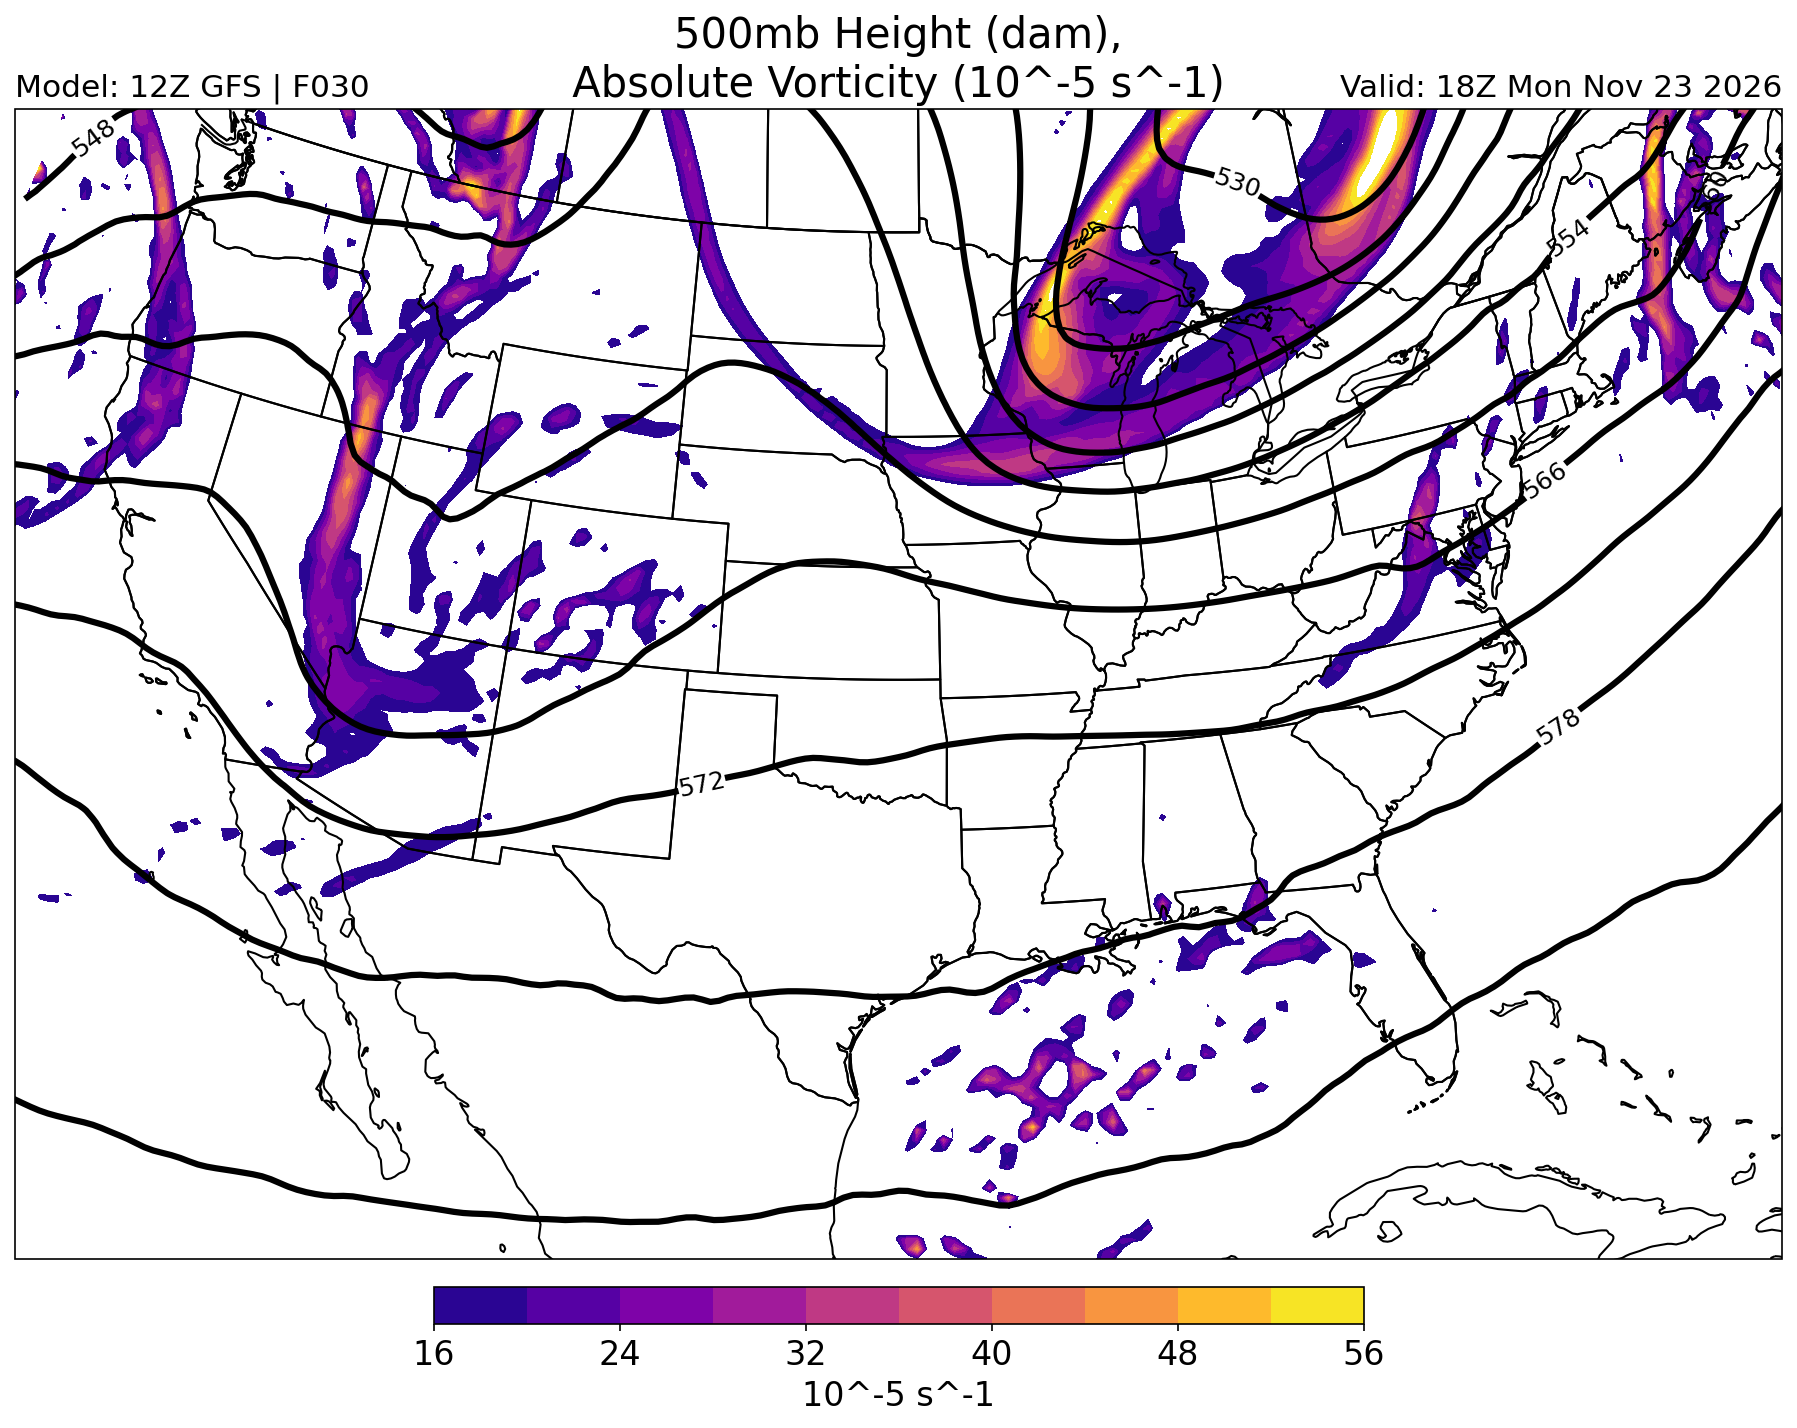 500mb Height (dam),
Model: 12Z GFS | F030
Absolute Vorticity (10^-5 s^-1)
Valid: 18Z Mon Nov 23 2026
548
530
554
566
572
578
16
24
32
40
48
56
10^-5 s^-1